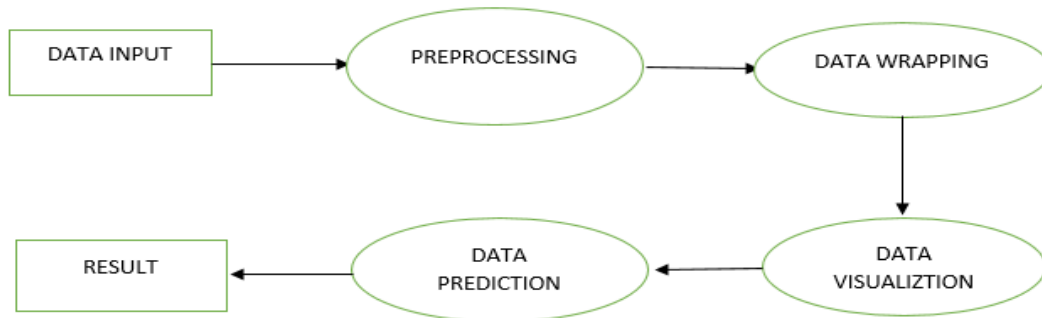 DATA INPUT
PREPROCESSING
DATA WRAPPING
DATA
VISUALIZTION
DATA
PREDICTION
RESULT